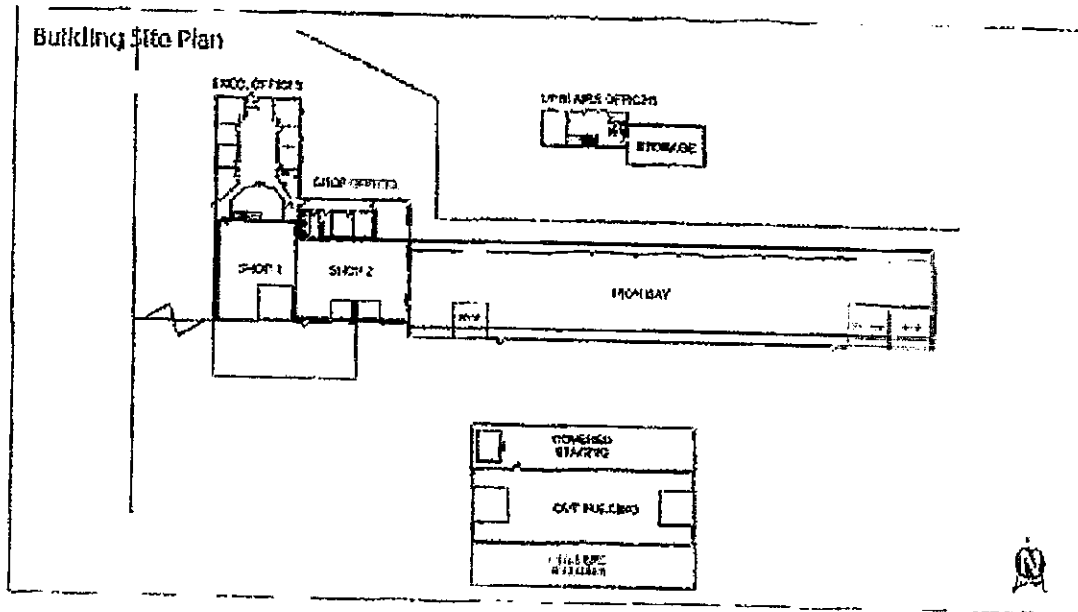 Building Site Plan
EXEC. OFFICES
UPSTAIRS OFFICES
STORAGE
SHOP OFFICES
SHOP 1
SHOP 2
HIGH BAY
COVERED
STAGING
OUT BUILDING
N